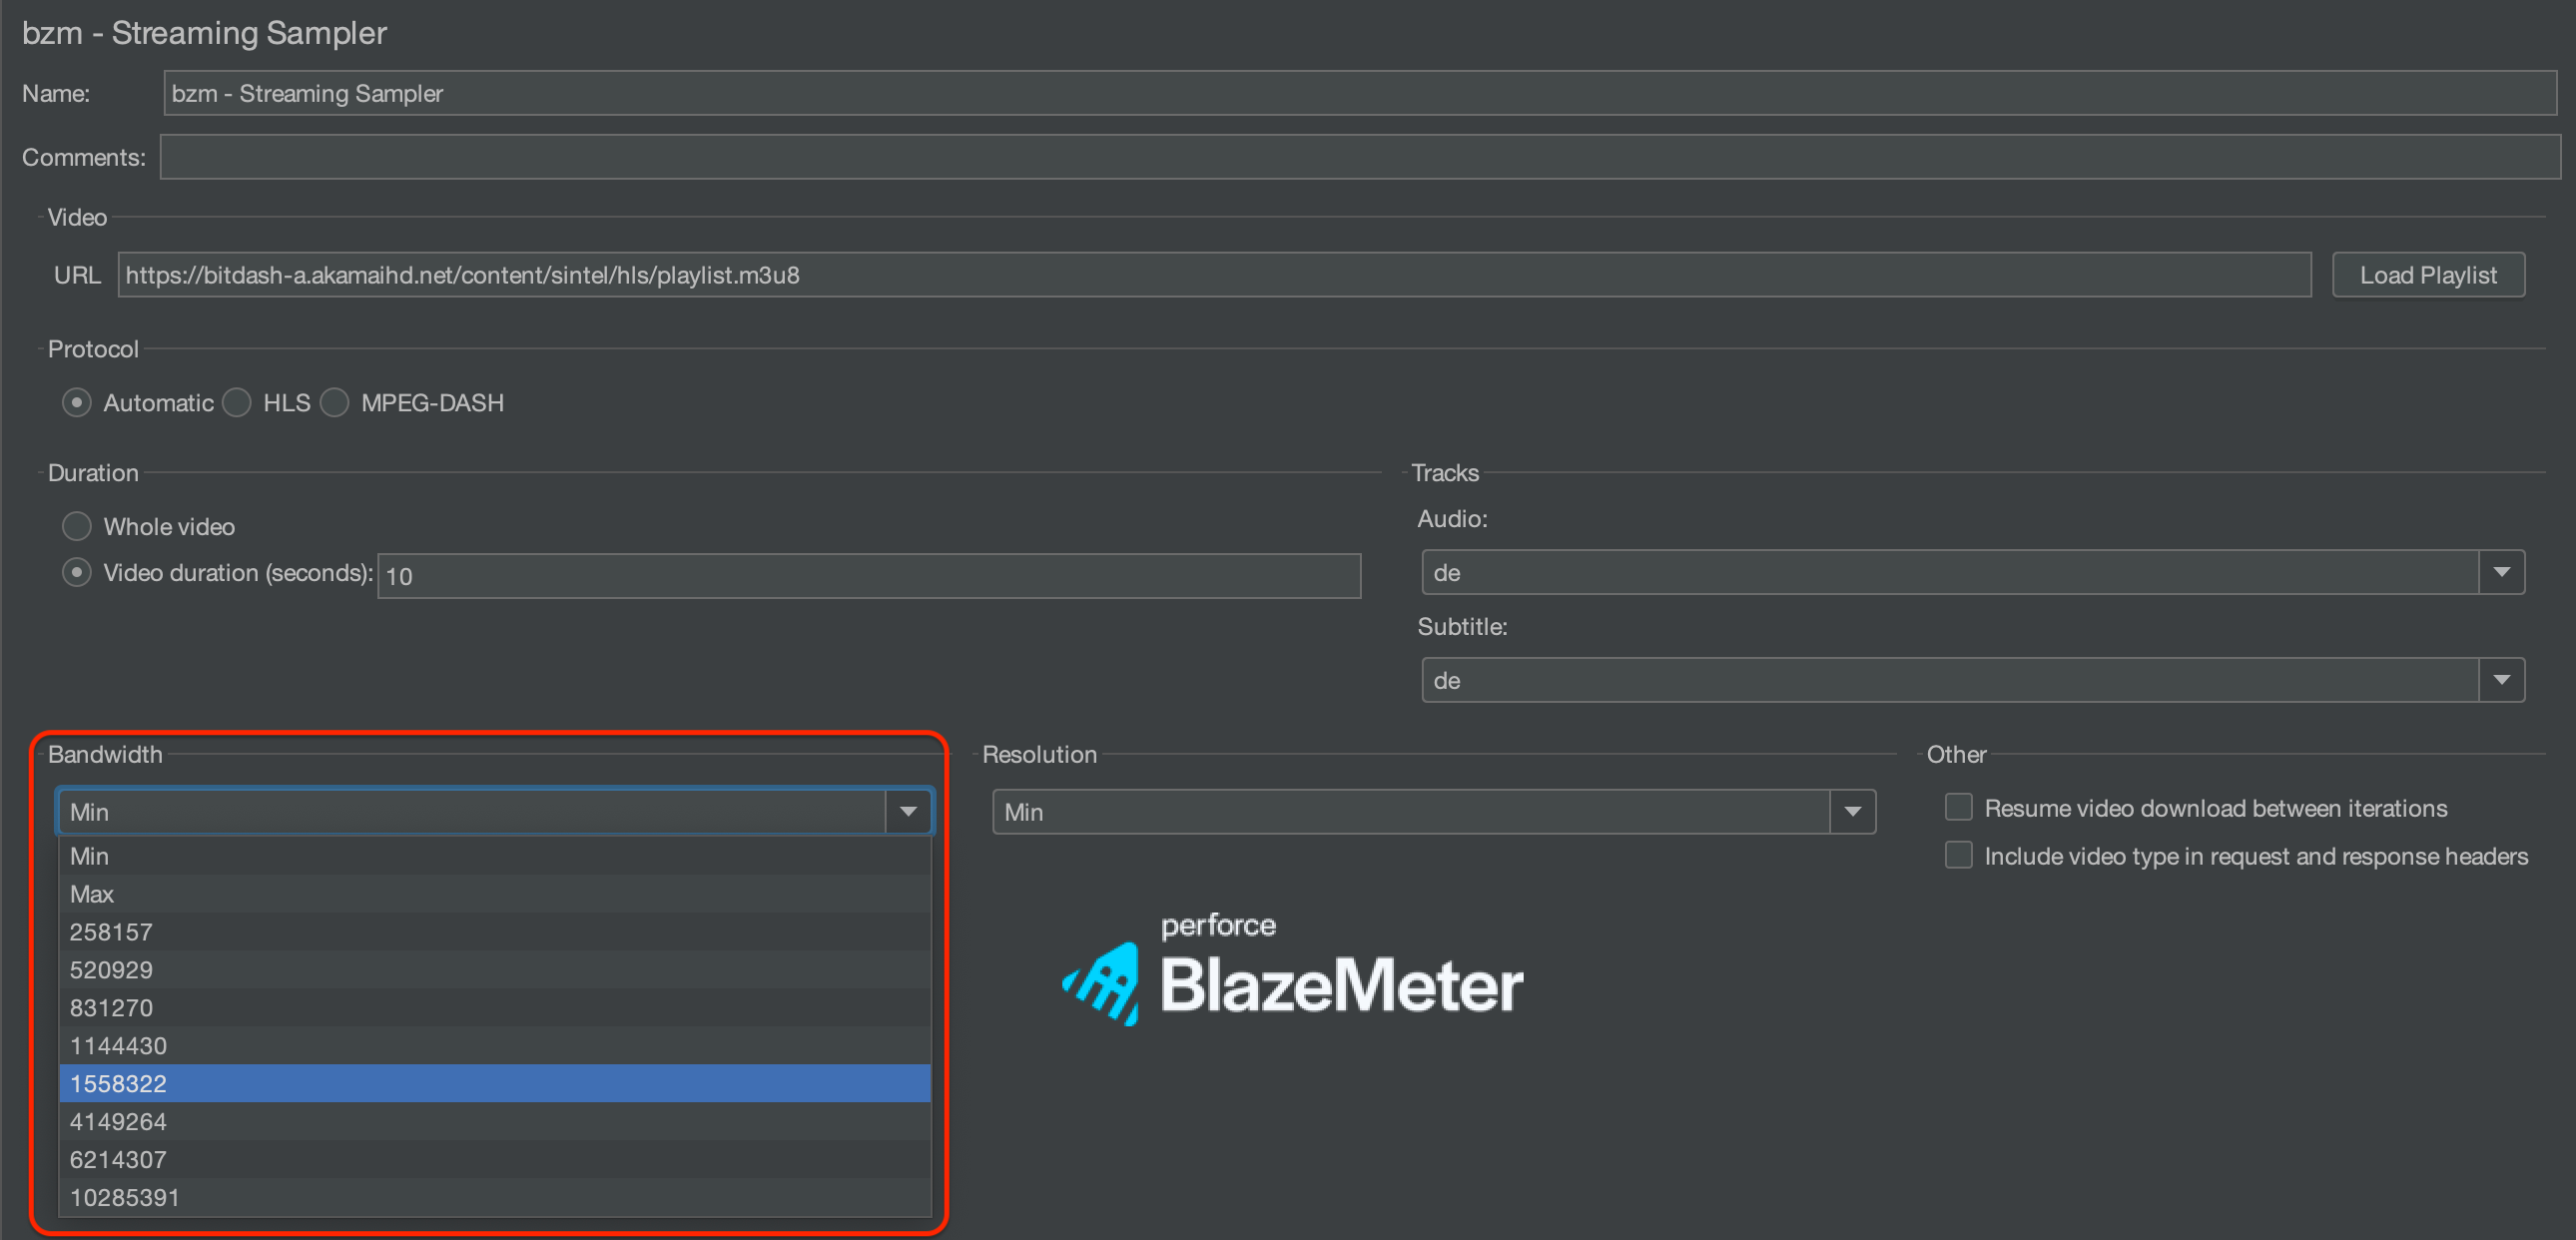 bzm - Streaming Sampler
Name: bzm - Streaming Sampler
Comments:
Video
URL https://bitdash-a.akamaihd.net/content/sintel/hls/playlist.m3u8 Load Playlist
Protocol
Automatic HLS MPEG-DASH
Duration
Whole video
Video duration (seconds): 10
Tracks
Audio:
de
Subtitle:
de
Bandwidth
Min
Min
Max
258157
520929
831270
1144430
1558322
4149264
6214307
10285391
Resolution
Min
Other
Resume video download between iterations
Include video type in request and response headers
perforce
BlazeMeter